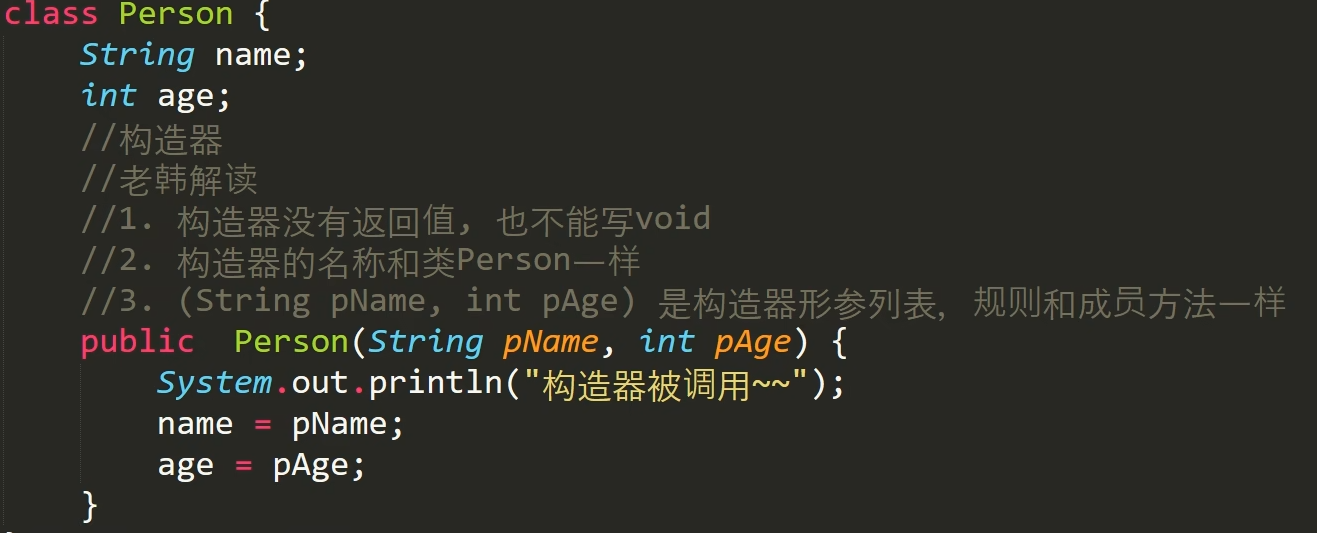 class Person {
    String name;
    int age;
    //构造器
    //老韩解读
    //1. 构造器没有返回值, 也不能写void
    //2. 构造器的名称和类Person一样
    //3. (String pName, int pAge) 是构造器形参列表, 规则和成员方法一样
    public  Person(String pName, int pAge) {
        System.out.println("构造器被调用~~");
        name = pName;
        age = pAge;
    }